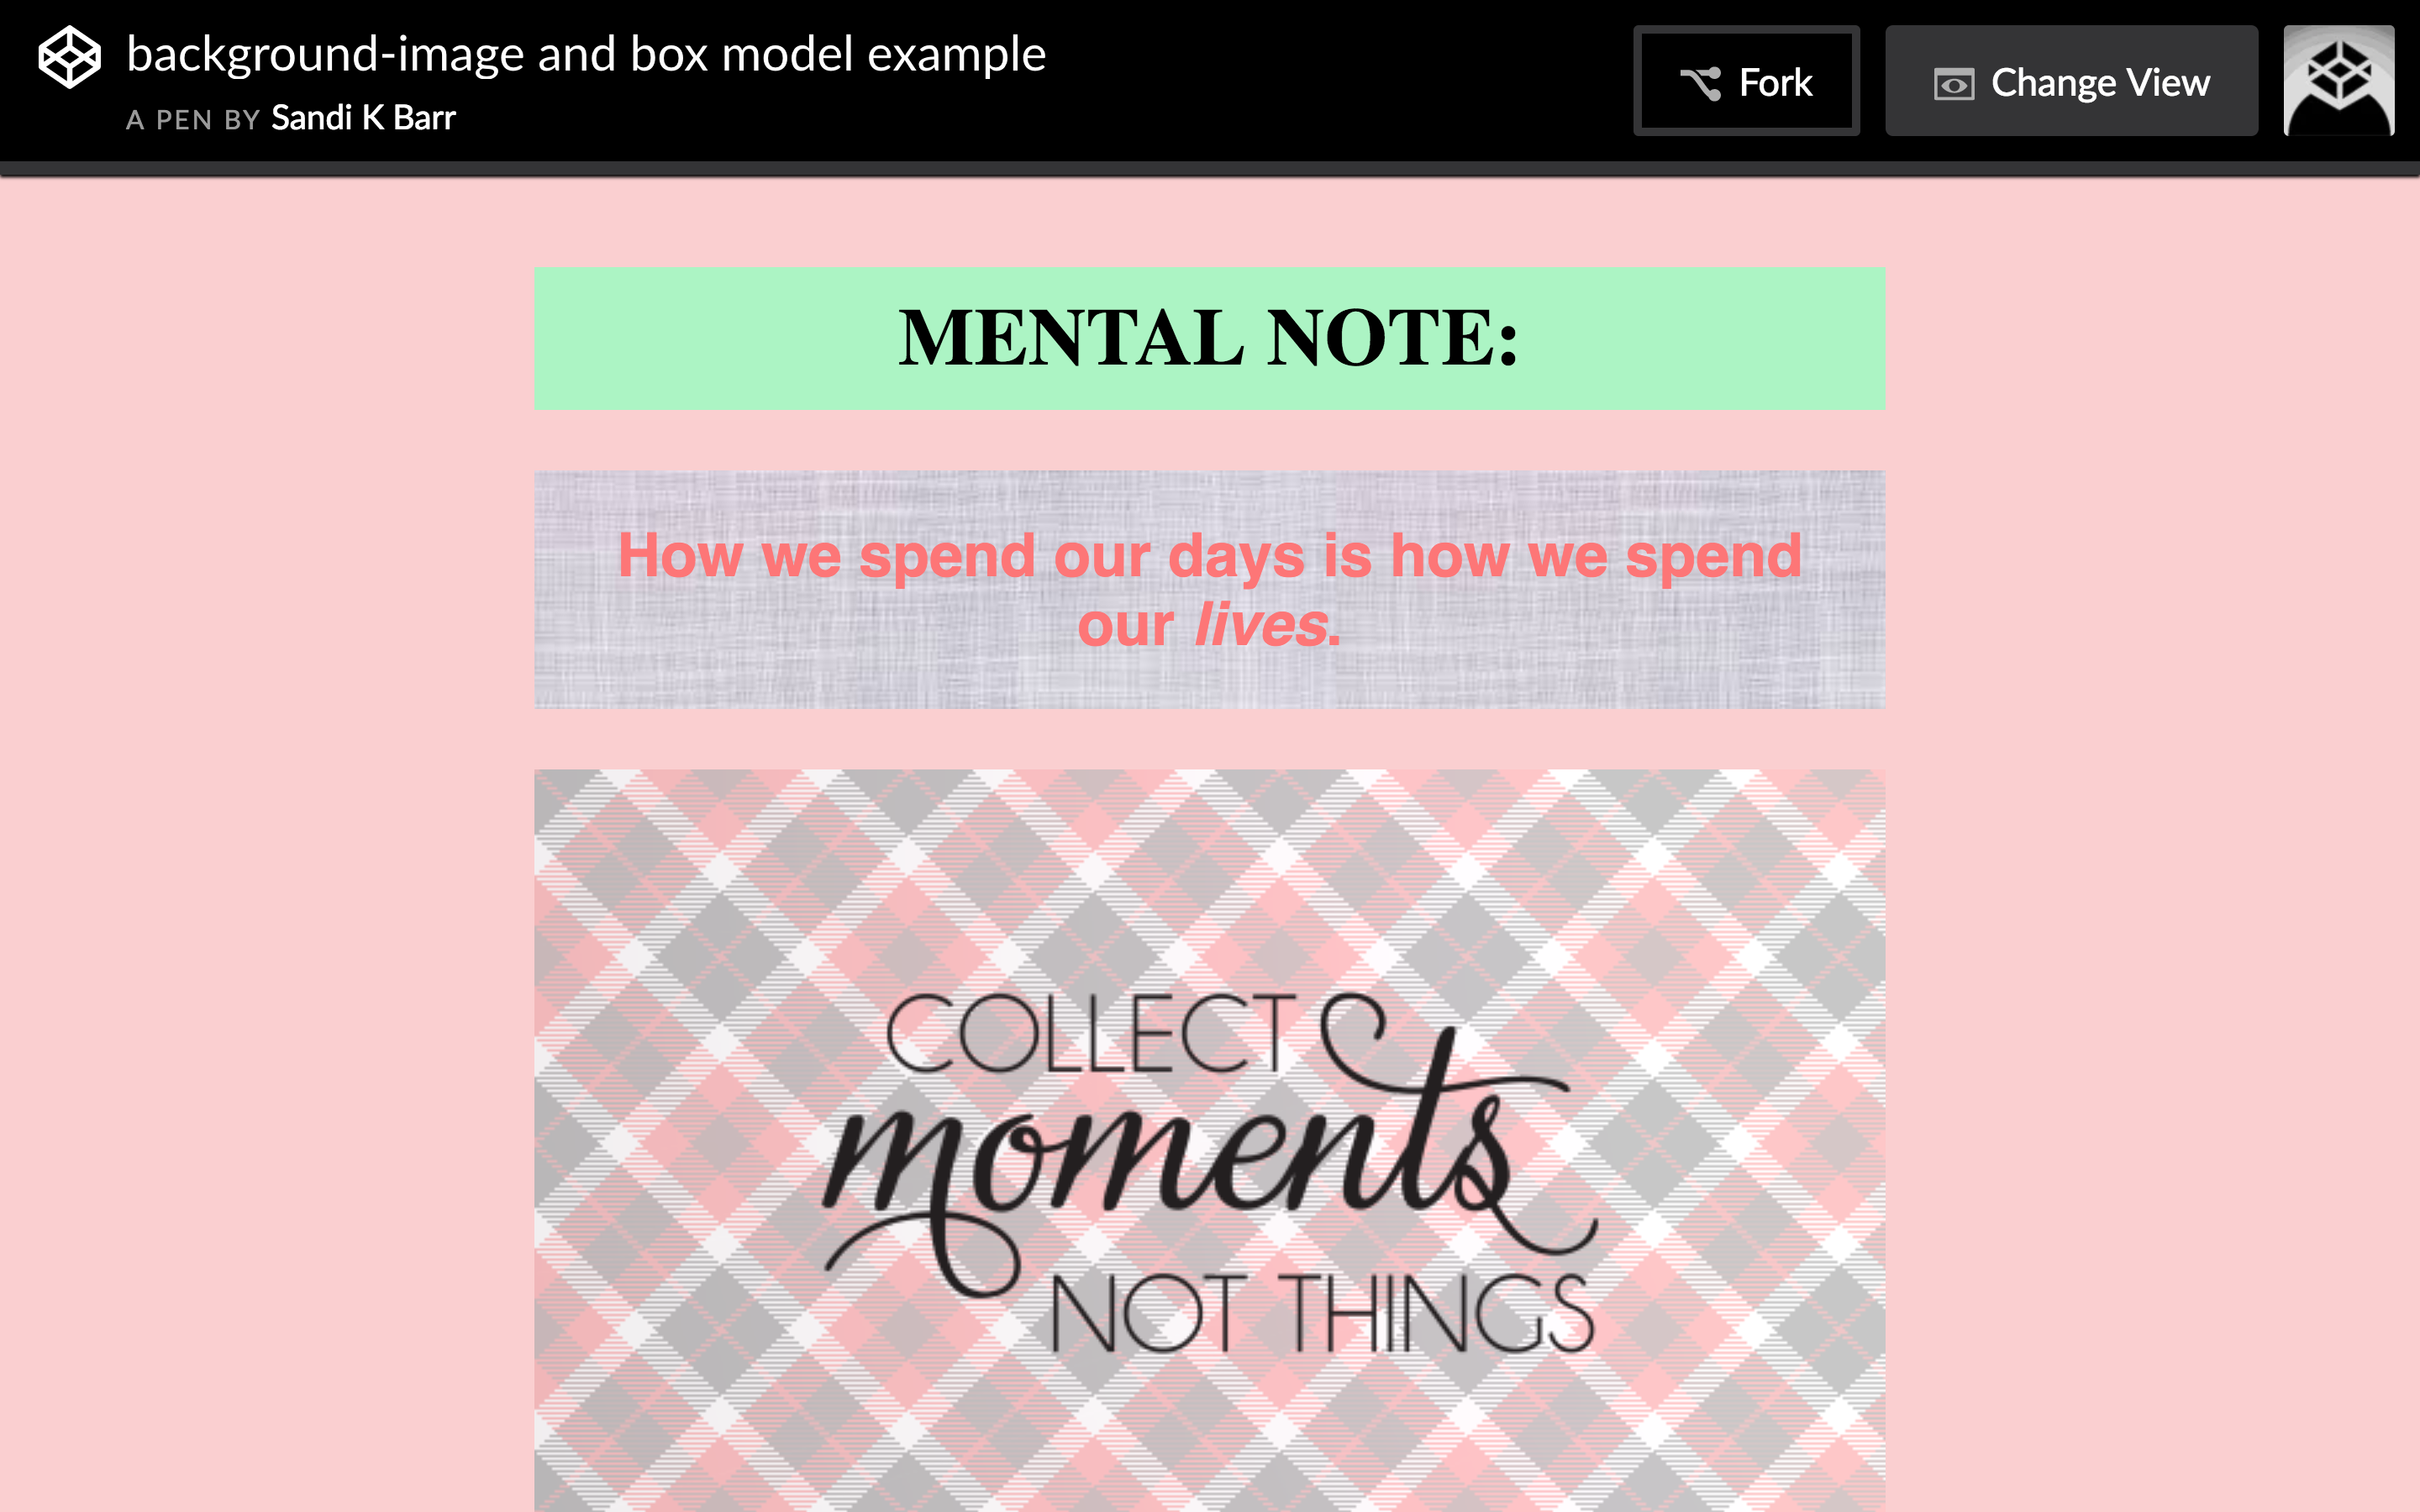 background-image and box model example
A PEN BY Sandi K Barr
Fork
Change View
MENTAL NOTE:
How we spend our days is how we spend
our lives.
COLLECT
moments
NOT THINGS